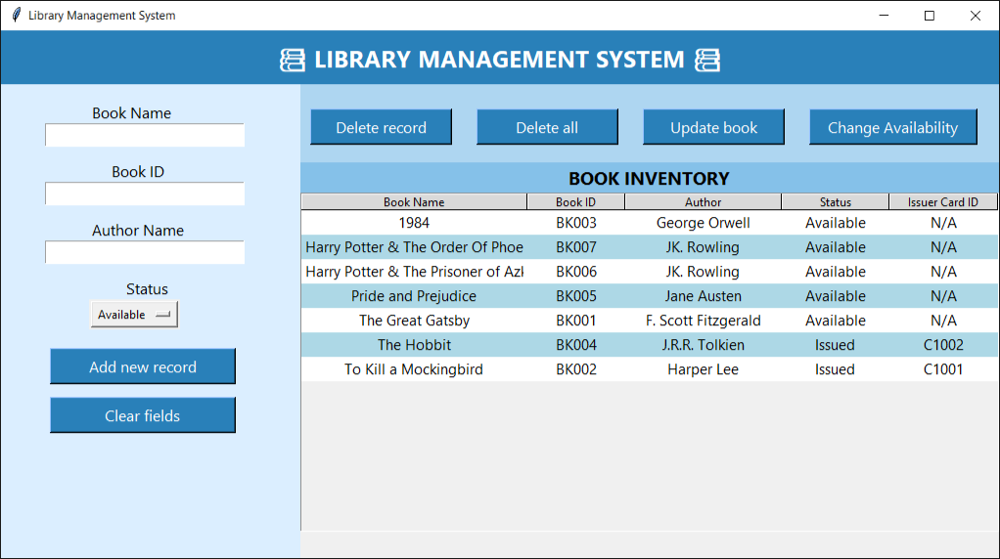 Library Management System
LIBRARY MANAGEMENT SYSTEM
Book Name
Book ID
Author Name
Status
Available
Add new record
Clear fields
Delete record Delete all Update book Change Availability
BOOK INVENTORY
Book Name Book ID Author Status Issuer Card ID
1984 BK003 George Orwell Available N/A
Harry Potter & The Order Of Phoe BK007 JK. Rowling Available N/A
Harry Potter & The Prisoner of Azk BK006 JK. Rowling Available N/A
Pride and Prejudice BK005 Jane Austen Available N/A
The Great Gatsby BK001 F. Scott Fitzgerald Available N/A
The Hobbit BK004 J.R.R. Tolkien Issued C1002
To Kill a Mockingbird BK002 Harper Lee Issued C1001